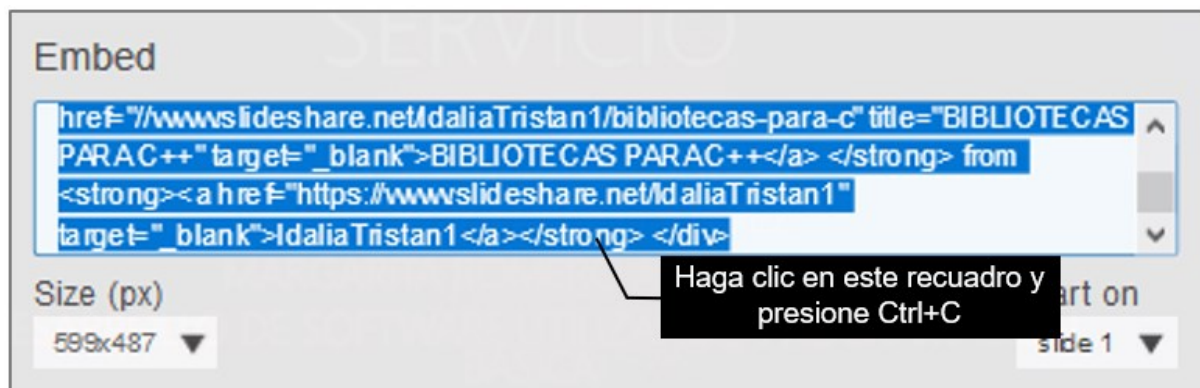 SERVICIO
Embed
href="//www.slideshare.net/IdaliaTristan1/bibliotecas-para-c" title="BIBLIOTECAS
PARA C++" target="_blank">BIBLIOTECAS PARA C++</a> </strong> from
<strong><a href="https://www.slideshare.net/IdaliaTristan1"
target="_blank">IdaliaTristan1</a></strong> </div>
Haga clic en este recuadro y
presione Ctrl+C
Size (px)
art on
599x487
slide 1